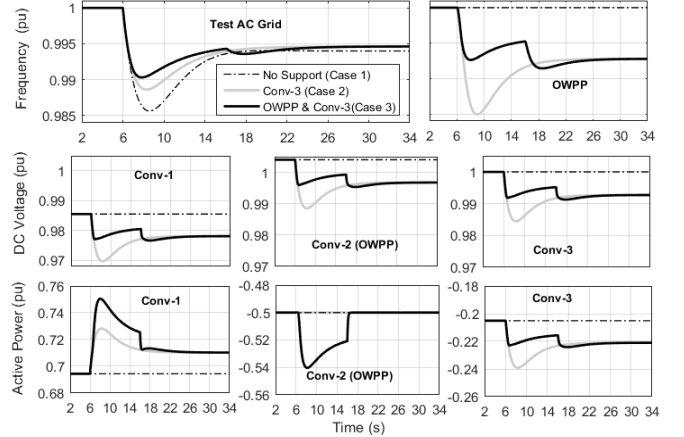 Frequency (pu)
1
0.995
0.99
0.985
Test AC Grid
No Support (Case 1)
Conv-3 (Case 2)
OWPP & Conv-3(Case 3)
2 6 10 14 18 22 26 30 34
OWPP
2 6 10 14 18 22 26 30 34
DC Voltage (pu)
1
0.99
0.98
0.97
Conv-1
2 6 10 14 18 22 26 30 34
1
0.99
0.98
0.97
Conv-2 (OWPP)
2 6 10 14 18 22 26 30 34
1
0.99
0.98
0.97
Conv-3
2 6 10 14 18 22 26 30 34
Active Power (pu)
0.76
0.74
0.72
0.7
0.68
Conv-1
2 6 10 14 18 22 26 30 34
-0.48
-0.5
-0.52
-0.54
-0.56
Conv-2 (OWPP)
2 6 10 14 18 22 26 30 34
-0.18
-0.2
-0.22
-0.24
-0.26
Conv-3
2 6 10 14 18 22 26 30 34
Time (s)